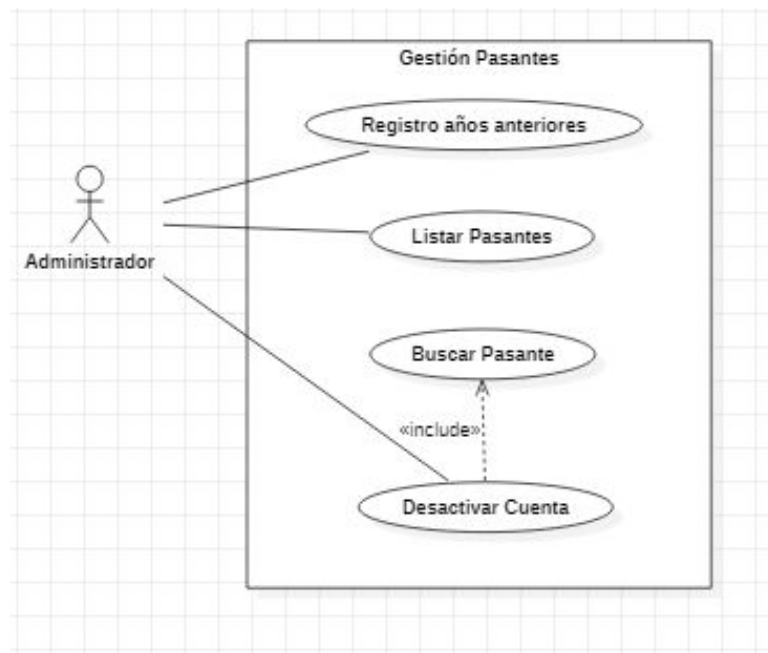 Gestión Pasantes
Registro años anteriores
Administrador
Listar Pasantes
Buscar Pasante
«include»
Desactivar Cuenta